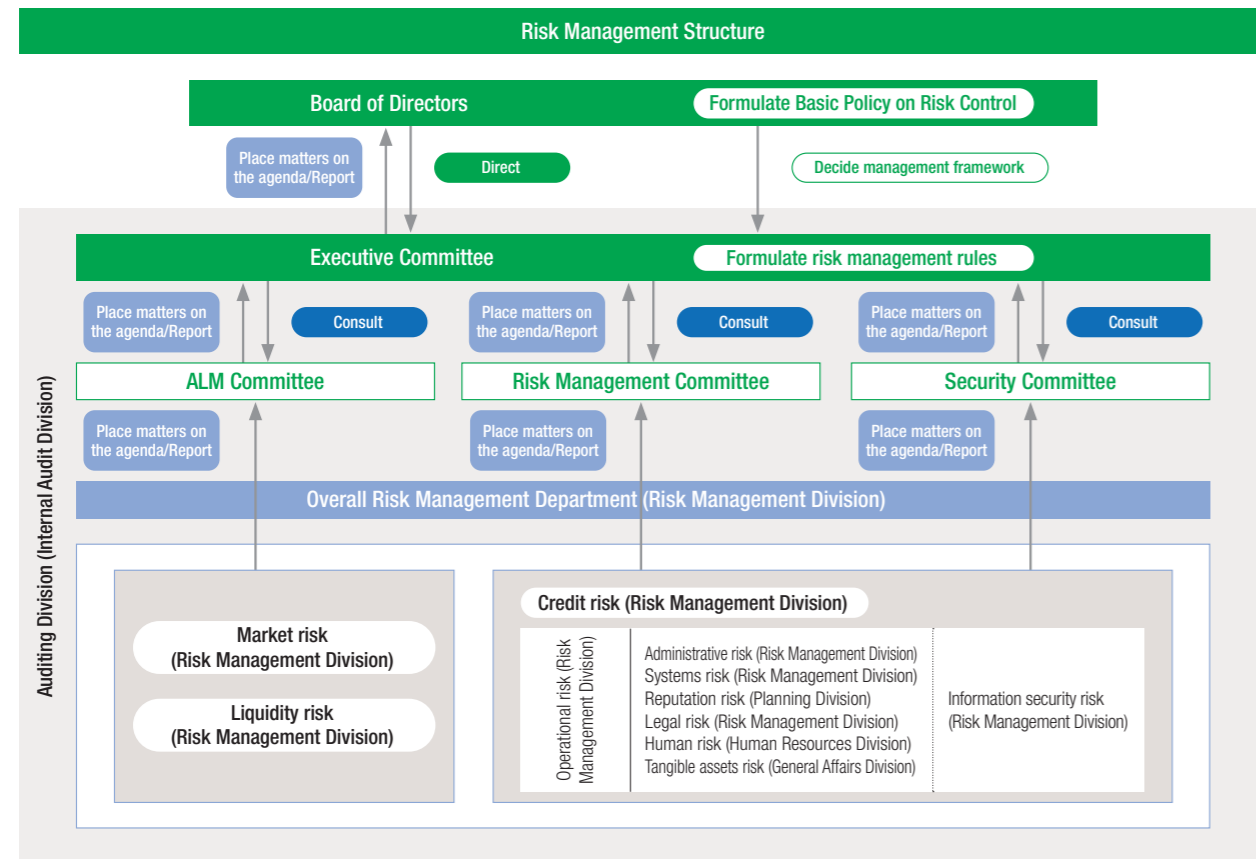 Risk Management Structure
Board of Directors
Formulate Basic Policy on Risk Control
Place matters on
the agenda/Report
Direct
Decide management framework
Executive Committee
Formulate risk management rules
Place matters on
the agenda/Report
Consult
Place matters on
the agenda/Report
Consult
Place matters on
the agenda/Report
Consult
ALM Committee
Risk Management Committee
Security Committee
Place matters on
the agenda/Report
Place matters on
the agenda/Report
Place matters on
the agenda/Report
Overall Risk Management Department (Risk Management Division)
Auditing Division (Internal Audit Division)
Market risk
(Risk Management Division)
Liquidity risk
(Risk Management Division)
Credit risk (Risk Management Division)
Operational risk (Risk
Management Division)
Administrative risk (Risk Management Division)
Systems risk (Risk Management Division)
Reputation risk (Planning Division)
Legal risk (Risk Management Division)
Human risk (Human Resources Division)
Tangible assets risk (General Affairs Division)
Information security risk
(Risk Management Division)